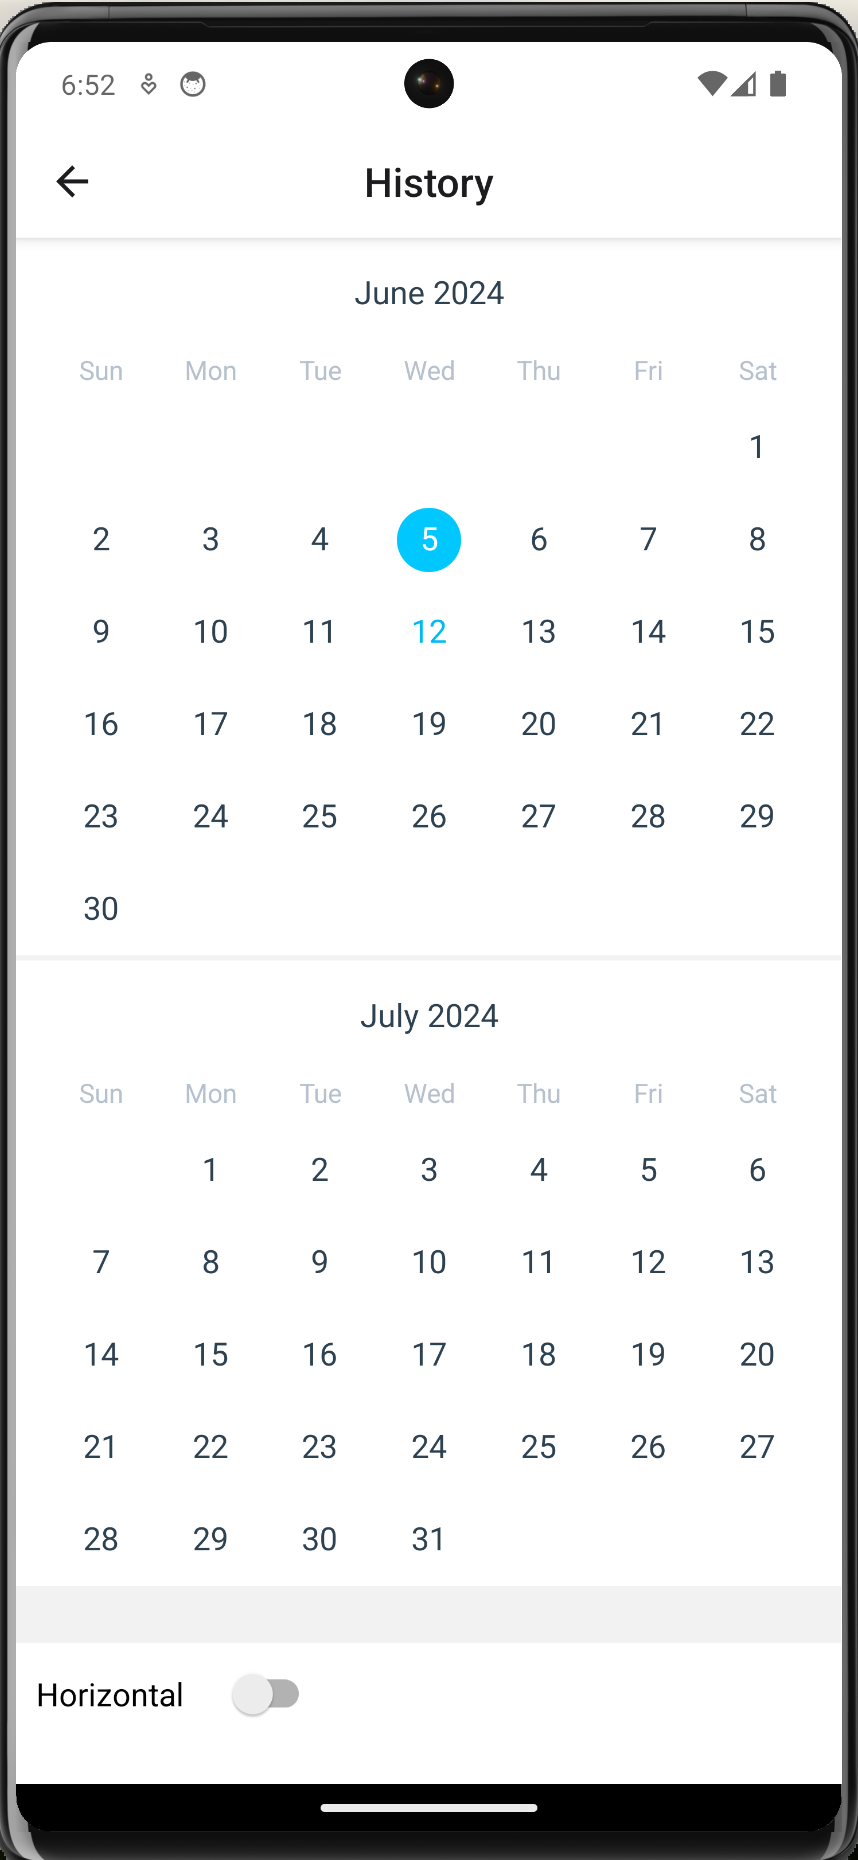 6:52
History
June 2024
Sun Mon Tue Wed Thu Fri Sat
1
2 3 4 5 6 7 8
9 10 11 12 13 14 15
16 17 18 19 20 21 22
23 24 25 26 27 28 29
30
July 2024
Sun Mon Tue Wed Thu Fri Sat
1 2 3 4 5 6
7 8 9 10 11 12 13
14 15 16 17 18 19 20
21 22 23 24 25 26 27
28 29 30 31
Horizontal